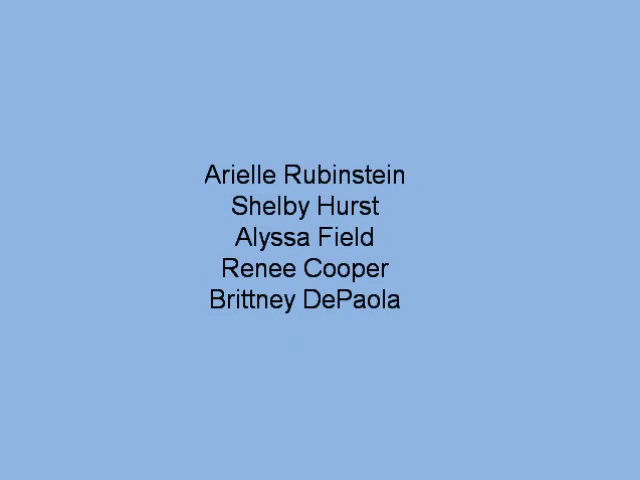 Arielle Rubinstein
Shelby Hurst
Alyssa Field
Renee Cooper
Brittney DePaola